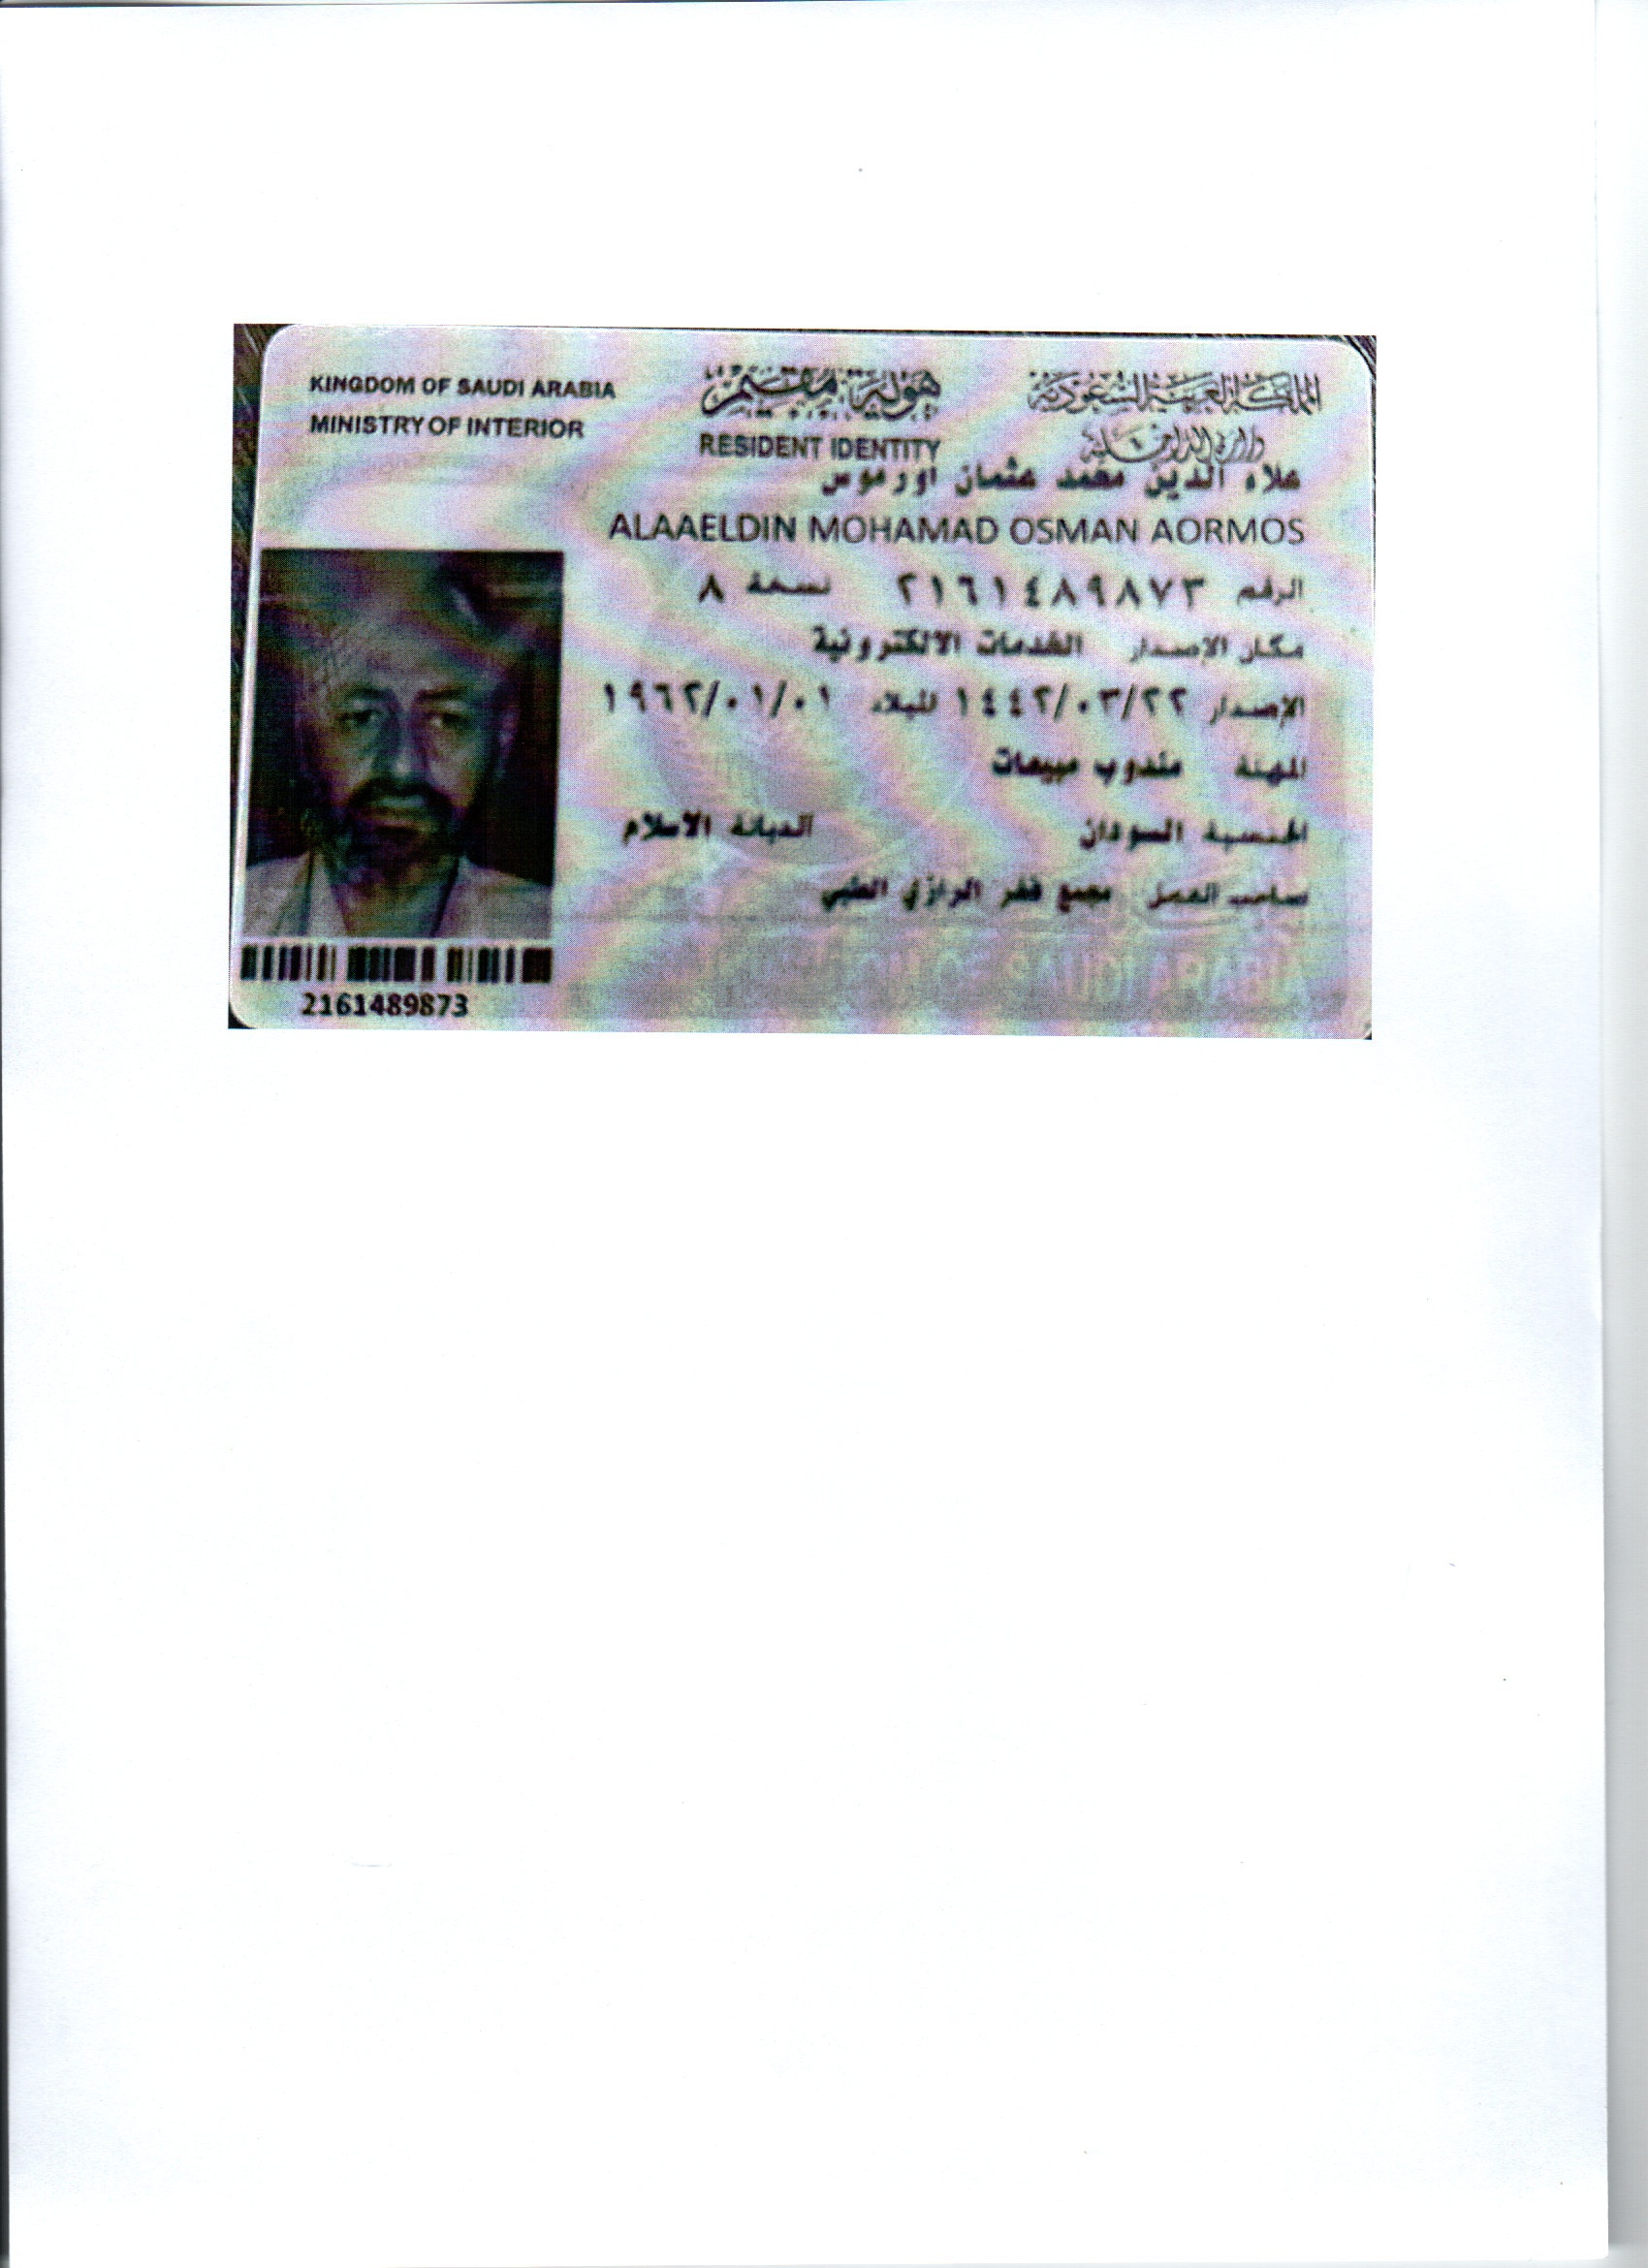 KINGDOM OF SAUDI ARABIA
MINISTRY OF INTERIOR
هوية مقيم
RESIDENT IDENTITY
المملكة العربية السعودية
وزارة الداخلية
علاء الدين محمد عثمان اورموس
ALAAELDIN MOHAMAD OSMAN AORMOS
الرقم ٢١٦١٤٨٩٨٧٣ نسخة ٨
مكان الإصدار الخدمات الالكترونية
الإصدار ١٤٤٢/٠٣/٢٢ الميلاد ١٩٦٢/٠١/٠١
المهنة مندوب مبيعات
الجنسية السودان الديانة الاسلام
صاحب العمل مجمع فخر الرازي الطبي
SAUDI ARABIA
2161489873